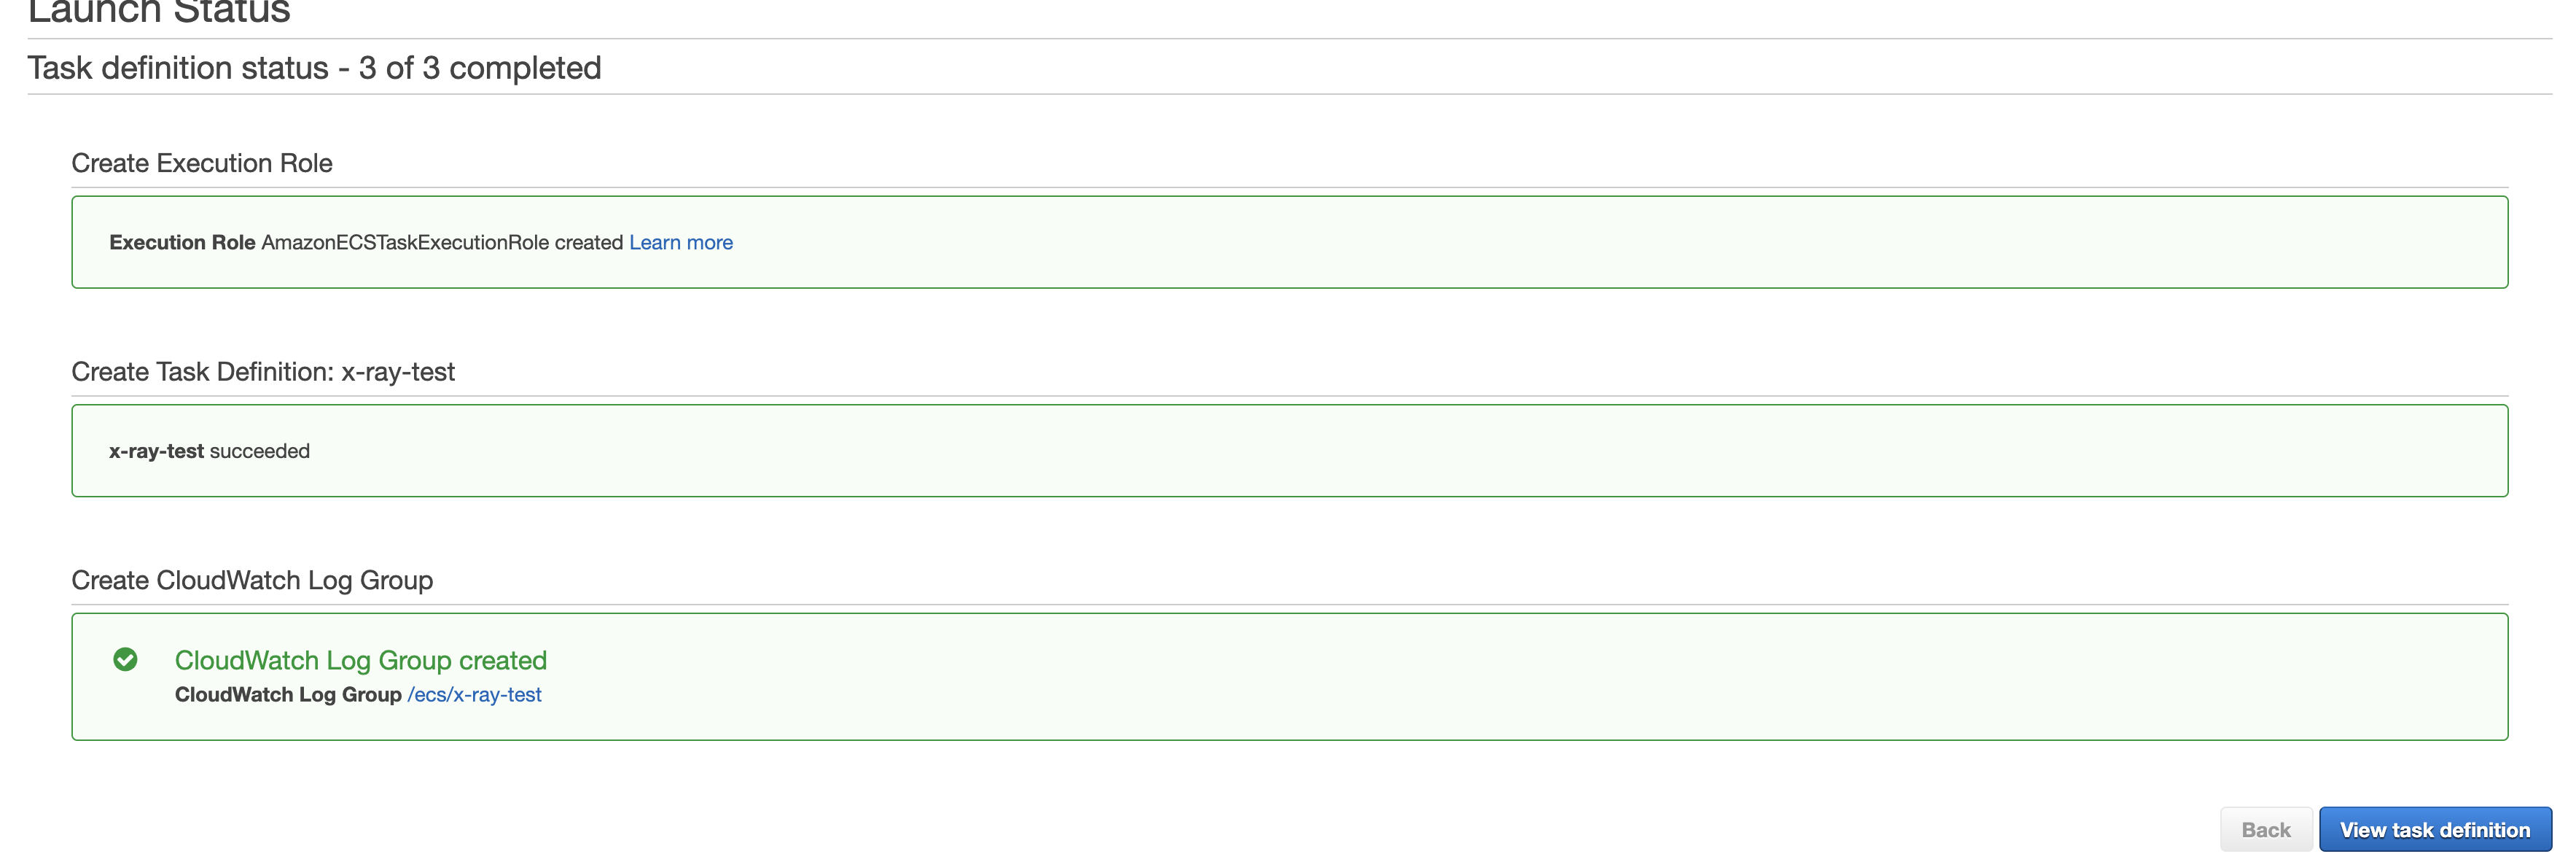 Launch Status
Task definition status - 3 of 3 completed
Create Execution Role
Execution Role AmazonECSTaskExecutionRole created Learn more
Create Task Definition: x-ray-test
x-ray-test succeeded
Create CloudWatch Log Group
CloudWatch Log Group created
CloudWatch Log Group /ecs/x-ray-test
Back View task definition